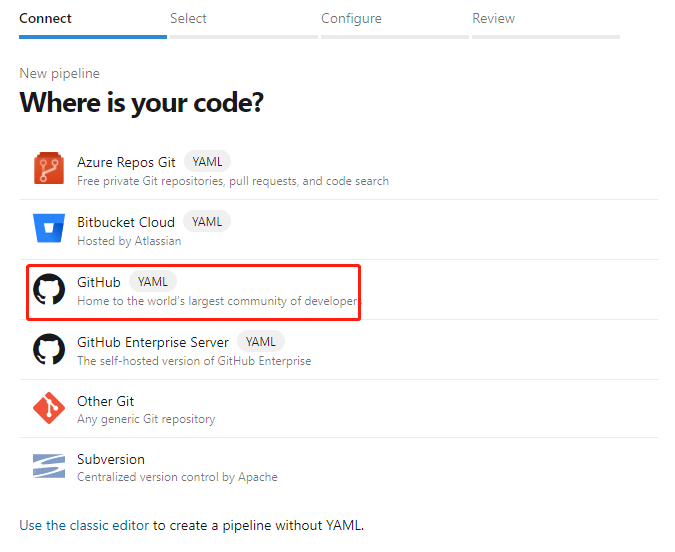 Connect Select Configure Review
New pipeline
Where is your code?
Azure Repos Git YAML
Free private Git repositories, pull requests, and code search
Bitbucket Cloud YAML
Hosted by Atlassian
GitHub YAML
Home to the world's largest community of developers
GitHub Enterprise Server YAML
The self-hosted version of GitHub Enterprise
Other Git
Any generic Git repository
Subversion
Centralized version control by Apache
Use the classic editor to create a pipeline without YAML.